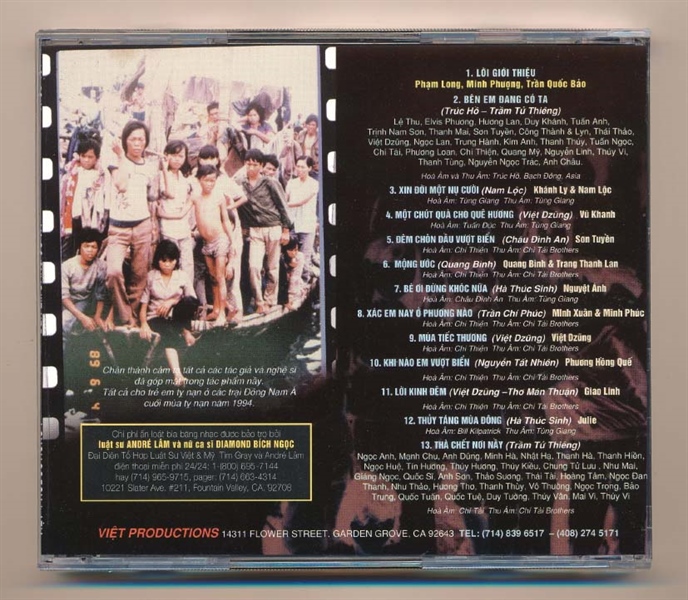 1. LỜI GIỚI THIỆU
Phạm Long, Minh Phượng, Trần Quốc Bảo
2. BÊN EM ĐANG CÓ TA
(Trúc Hồ – Trầm Tử Thiêng)
Lệ Thu, Elvis Phương, Hương Lan, Duy Khánh, Tuấn Anh,
Trịnh Nam Sơn, Thanh Mai, Sơn Tuyền, Công Thành & Lyn, Thái Thảo,
Việt Dzũng, Ngọc Lan, Trung Hành, Kim Anh, Thanh Thúy, Tuấn Ngọc,
Chí Tài, Phương Loan, Chí Thiện, Quang Mỹ, Nguyễn Linh, Thúy Vi,
Thanh Tùng, Nguyễn Ngọc Trác, Anh Châu.
Hoà Âm và Thu Âm: Trúc Hồ, Bạch Đông, Asia
3. XIN ĐỜI MỘT NỤ CƯỜI (Nam Lộc) Khánh Ly & Nam Lộc
Hoà Âm: Tùng Giang Thu Âm: Tùng Giang
4. MỘT CHÚT QUÀ CHO QUÊ HƯƠNG (Việt Dzũng) Vũ Khanh
Hoà Âm: Tuấn Đức Thu Âm: Tùng Giang
5. ĐÊM CHÔN DẦU VƯỢT BIỂN (Châu Đình An) Sơn Tuyền
Hoà Âm: Chí Thiện Thu Âm: Chí Tài Brothers
6. MỘNG ƯỚC (Quang Bình) Quang Bình & Trang Thanh Lan
Hoà Âm: Chí Thiện Thu Âm: Chí Tài Brothers
7. BÉ ƠI ĐỪNG KHÓC NỮA (Hà Thúc Sinh) Nguyệt Ánh
Hoà Âm: Châu Đình An Thu Âm: Tùng Giang
8. XÁC EM NAY Ở PHƯƠNG NÀO (Trần Chí Phúc) Minh Xuân & Minh Phúc
Hoà Âm: Chí Thiện Thu Âm: Chí Tài Brothers
9. MÙA TIẾC THƯƠNG (Việt Dzũng) Việt Dzũng
Hoà Âm: Chí Thiện Thu Âm: Chí Tài Brothers
10. KHI NÀO EM VƯỢT BIỂN (Nguyễn Tất Nhiên) Phương Hồng Quế
Hoà Âm: Chí Thiện Thu Âm: Chí Tài Brothers
11. LỜI KINH ĐÊM (Việt Dzũng – Thơ Mán Thuận) Giao Linh
Hoà Âm: Chí Thiện Thu Âm: Chí Tài Brothers
12. THỦY TÁNG MÙA ĐÔNG (Hà Thúc Sinh) Julie
Hoà Âm: Bill Kilpatrick Thu Âm: Tùng Giang
13. THÀ CHẾT NƠI NÀY (Trầm Tử Thiêng)
Ngọc Anh, Mạnh Chu, Anh Dũng, Minh Hà, Nhật Hạ, Thanh Hà, Thanh Hiền,
Ngọc Huệ, Tín Hương, Thúy Hương, Thúy Kiều, Chung Tử Lưu, Như Mai,
Giáng Ngọc, Quốc Sĩ, Anh Sơn, Thảo Sương, Thái Tài, Hoàng Tâm, Ngọc Đan
Thanh, Như Thảo, Hương Thơ, Thanh Thủy, Võ Thuông, Ngọc Trọng, Bảo
Trung, Quốc Tuấn, Quốc Tuệ, Duy Tường, Thúy Vân, Mai Vi, Thúy Vi
Hoà Âm: Chí Tài Thu Âm: Chí Tài Brothers
89 6 4
Chân thành cảm tạ tất cả các tác giả và nghệ sĩ
đã góp mặt trong tác phẩm này.
Tất cả cho trẻ em tỵ nạn ở các trại Đông Nam Á
cuối mùa tỵ nạn năm 1994.
Chi phí ấn loát bìa băng nhạc được bảo trợ bởi
luật sư ANDRÉ LÂM và nữ ca sĩ DIAMOND BÍCH NGỌC
Đại Diện Tổ Hợp Luật Sư Việt & Mỹ Tim Gray và André Lâm
điện thoại miễn phí 24/24: 1-(800) 695-7144
hay (714) 965-9715, pager: (714) 663-4314
10221 Slater Ave. #211, Fountain Valley, CA. 92708
VIỆT PRODUCTIONS 14311 FLOWER STREET. GARDEN GROVE. CA 92643 TEL: (714) 839 6517 – (408) 274 5171